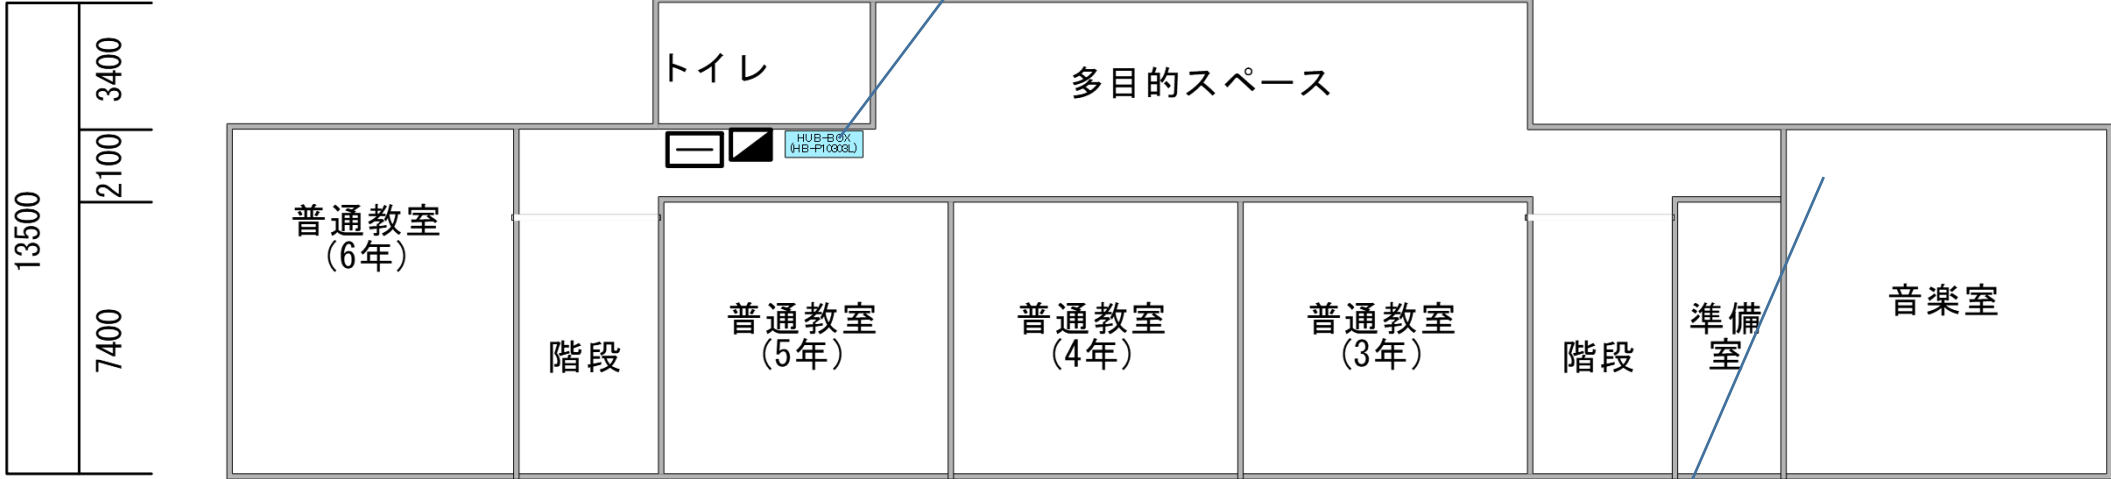 3400
トイレ
多目的スペース
HUB-BOX
(HB-P10303L)
2100
13500
普通教室
(6年)
7400
階段
普通教室
(5年)
普通教室
(4年)
普通教室
(3年)
階段
準備
室
音楽室